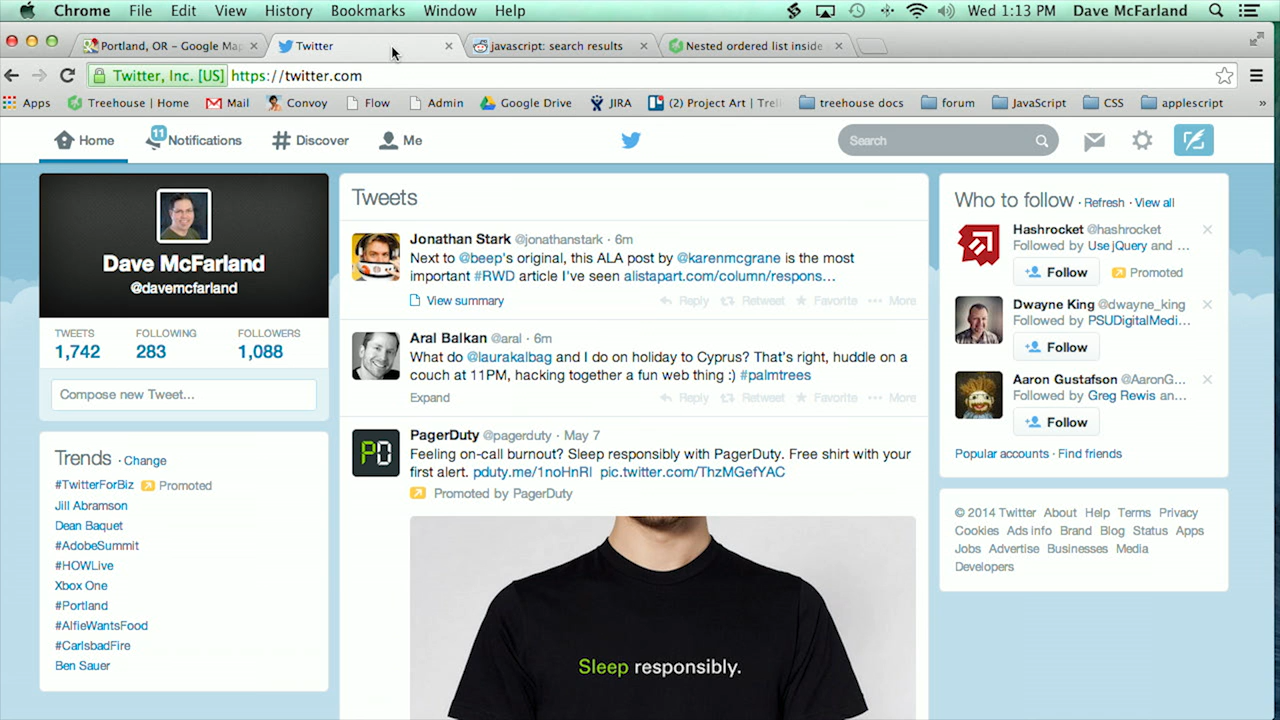 Chrome File Edit View History Bookmarks Window Help Wed 1:13 PM Dave McFarland
Portland, OR – Google Map
Twitter
javascript: search results
Nested ordered list inside
Twitter, Inc. [US] https://twitter.com
Apps Treehouse | Home Mail Convoy Flow Admin Google Drive JIRA (2) Project Art | Trell treehouse docs forum JavaScript CSS applescript »
Home 11 Notifications Discover Me Search
Dave McFarland
@davemcfarland
TWEETS FOLLOWING FOLLOWERS
1,742 283 1,088
Compose new Tweet...
Trends · Change
#TwitterForBiz Promoted
Jill Abramson
Dean Baquet
#AdobeSummit
#HOWLive
Xbox One
#Portland
#AlfieWantsFood
#CarlsbadFire
Ben Sauer
Tweets
Jonathan Stark @jonathanstark · 6m
Next to @beep's original, this ALA post by @karenmcgrane is the most
important #RWD article I've seen alistapart.com/column/respons…
View summary Reply Retweet Favorite More
Aral Balkan @aral · 6m
What do @laurakalbag and I do on holiday to Cyprus? That's right, huddle on a
couch at 11PM, hacking together a fun web thing :) #palmtrees
Expand Reply Retweet Favorite More
PagerDuty @pagerduty · May 7
Feeling on-call burnout? Sleep responsibly with PagerDuty. Free shirt with your
first alert. pduty.me/1noHnRI pic.twitter.com/ThzMGefYAC
Promoted by PagerDuty
PD
Sleep responsibly.
Who to follow · Refresh · View all
Hashrocket @hashrocket
Followed by Use jQuery and ...
Follow Promoted
Dwayne King @dwayne_king
Followed by PSUDigitalMedi...
Follow
Aaron Gustafson @AaronG...
Followed by Greg Rewis an...
Follow
Popular accounts · Find friends
© 2014 Twitter About Help Terms Privacy
Cookies Ads info Brand Blog Status Apps
Jobs Advertise Businesses Media
Developers